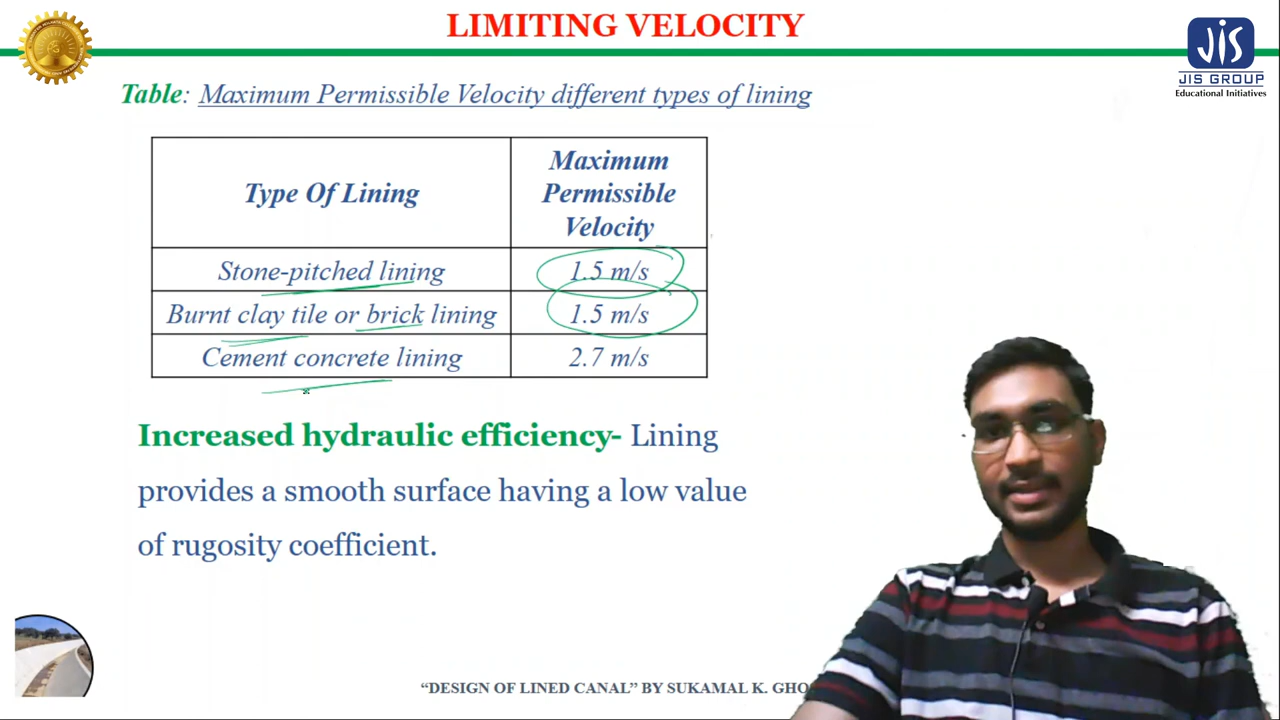 LIMITING VELOCITY
JIS
JIS GROUP
Educational Initiatives
Table: Maximum Permissible Velocity different types of lining
Type Of Lining
Maximum
Permissible
Velocity
Stone-pitched lining 1.5 m/s
Burnt clay tile or brick lining 1.5 m/s
Cement concrete lining 2.7 m/s
Increased hydraulic efficiency- Lining
provides a smooth surface having a low value
of rugosity coefficient.
“DESIGN OF LINED CANAL” BY SUKAMAL K. GHO